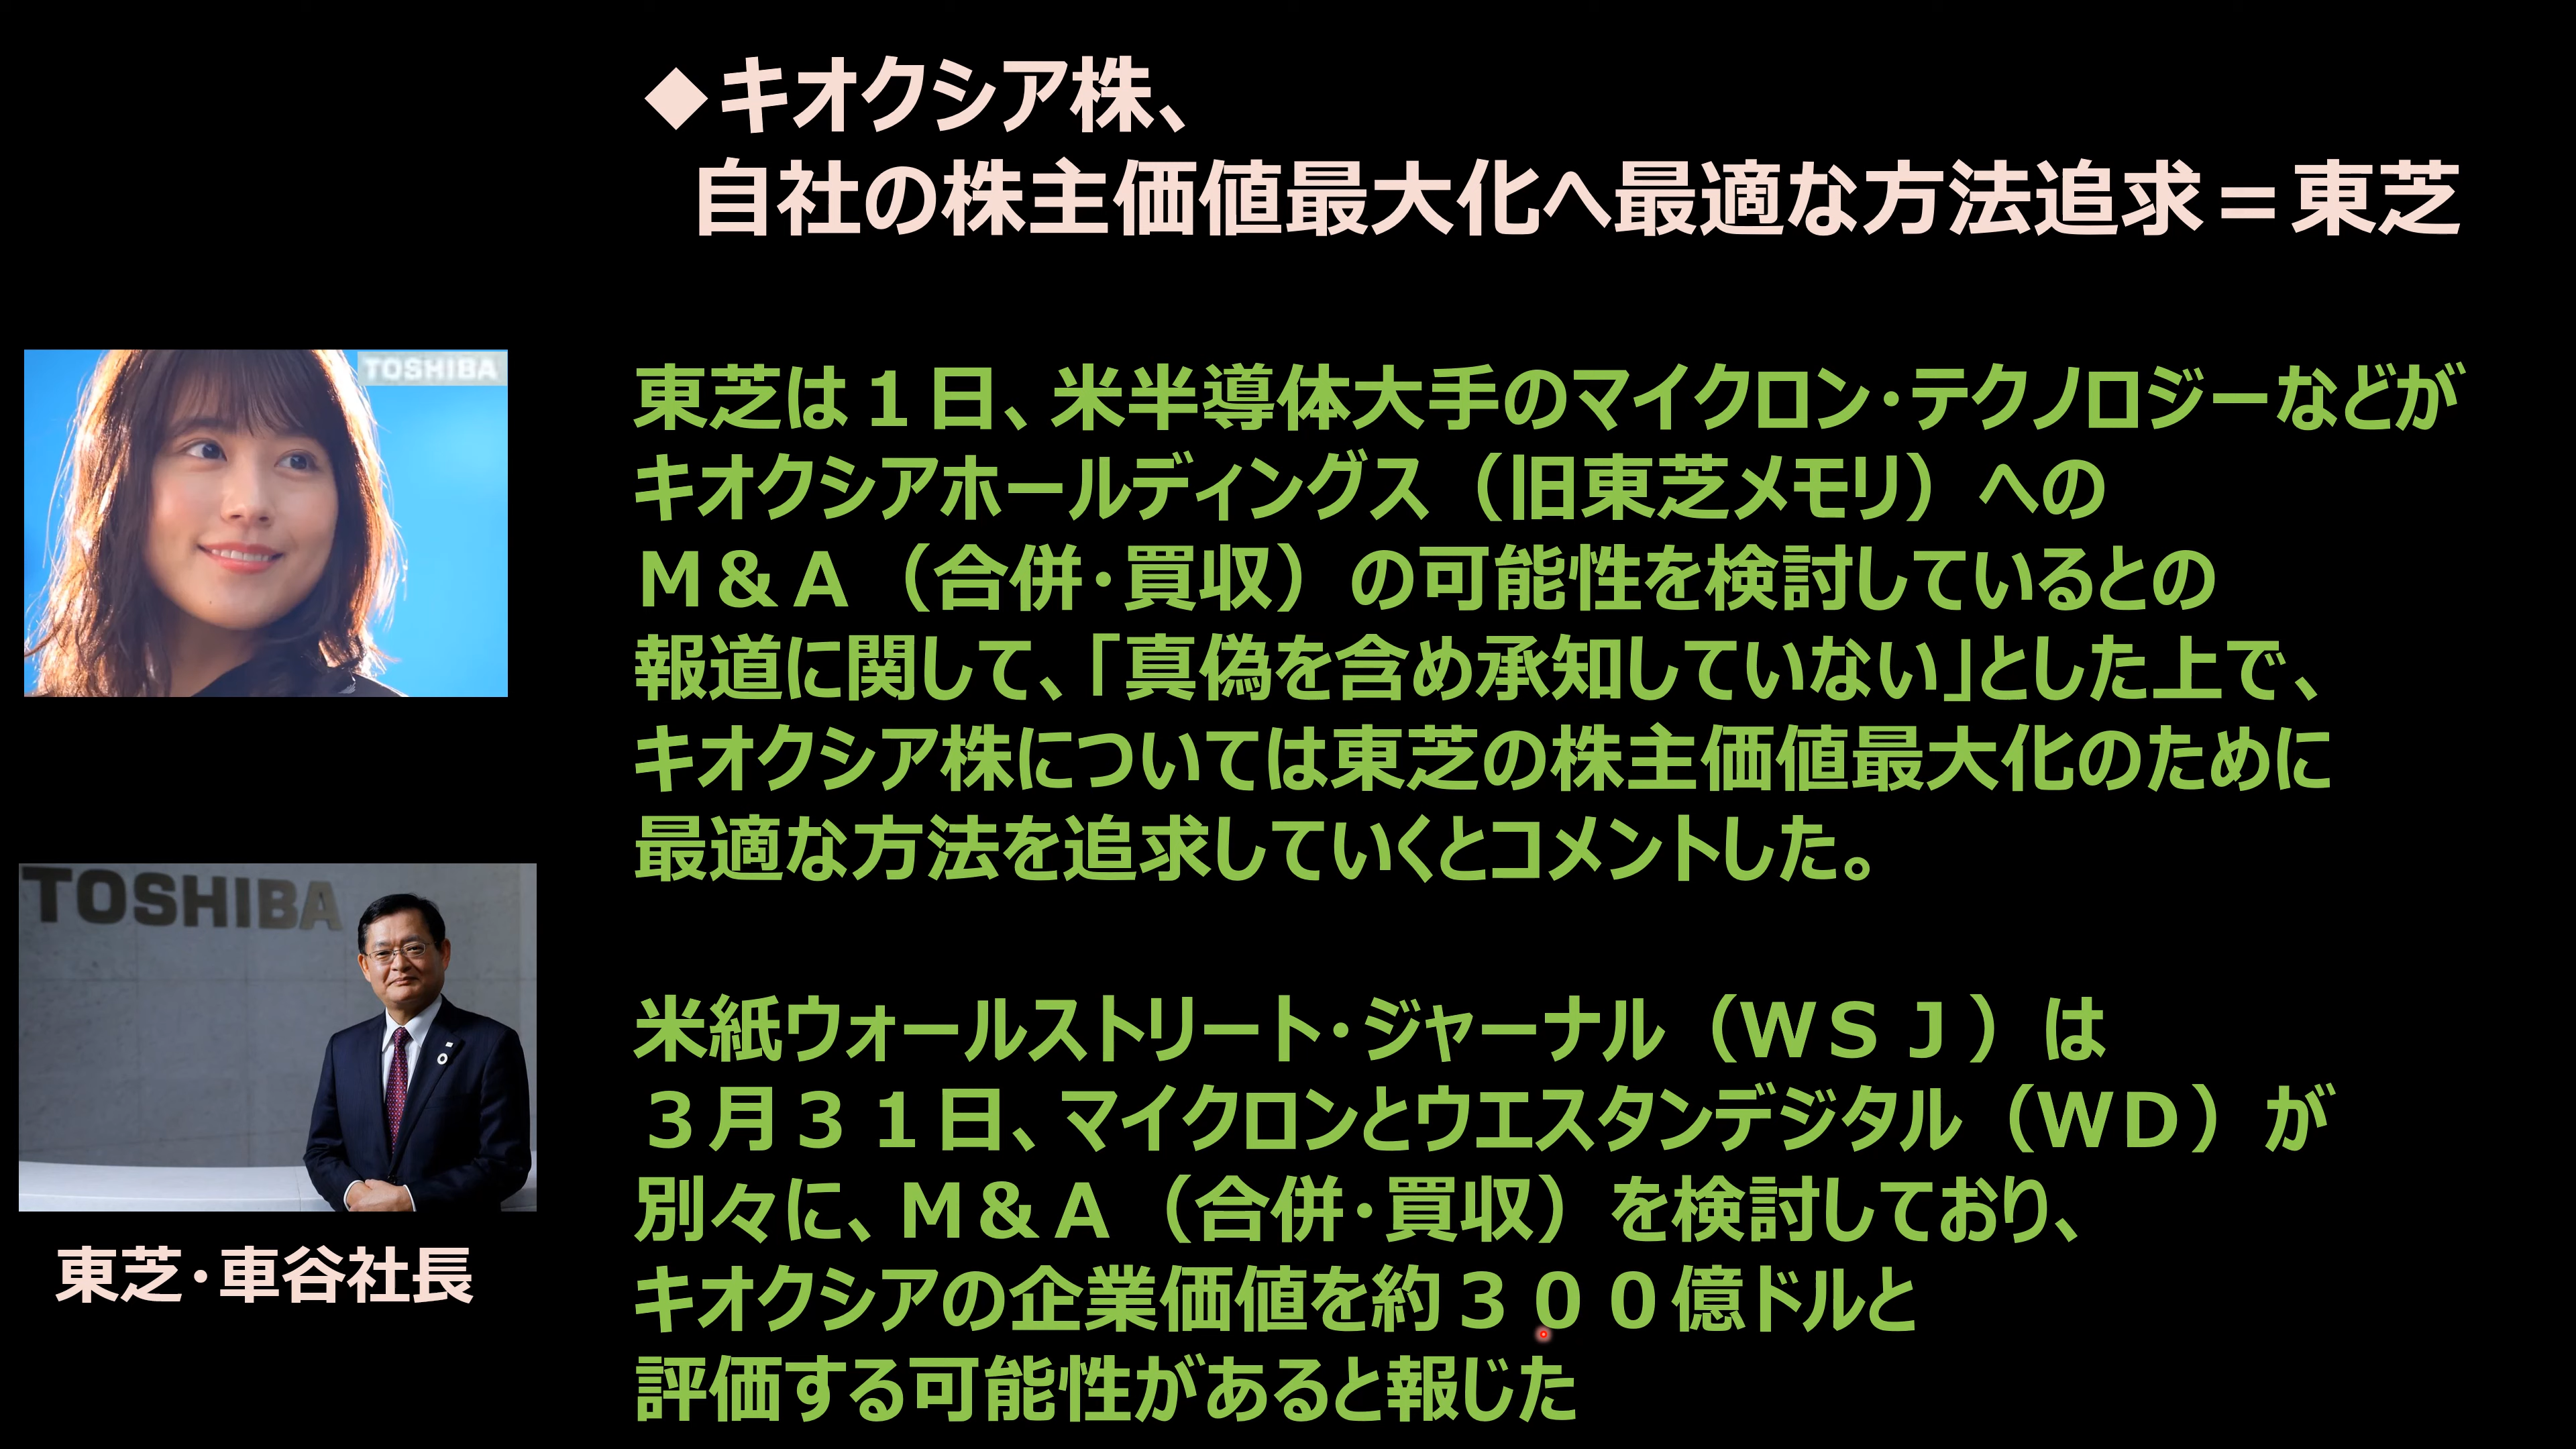 ◆キオクシア株、
自社の株主価値最大化へ最適な方法追求＝東芝
TOSHIBA
東芝は１日、米半導体大手のマイクロン・テクノロジーなどが
キオクシアホールディングス（旧東芝メモリ）への
Ｍ＆Ａ（合併・買収）の可能性を検討しているとの
報道に関して、「真偽を含め承知していない」とした上で、
キオクシア株については東芝の株主価値最大化のために
最適な方法を追求していくとコメントした。
TOSHIBA
東芝・車谷社長
米紙ウォールストリート・ジャーナル（ＷＳＪ）は
３月３１日、マイクロンとウエスタンデジタル（ＷＤ）が
別々に、Ｍ＆Ａ（合併・買収）を検討しており、
キオクシアの企業価値を約３００億ドルと
評価する可能性があると報じた